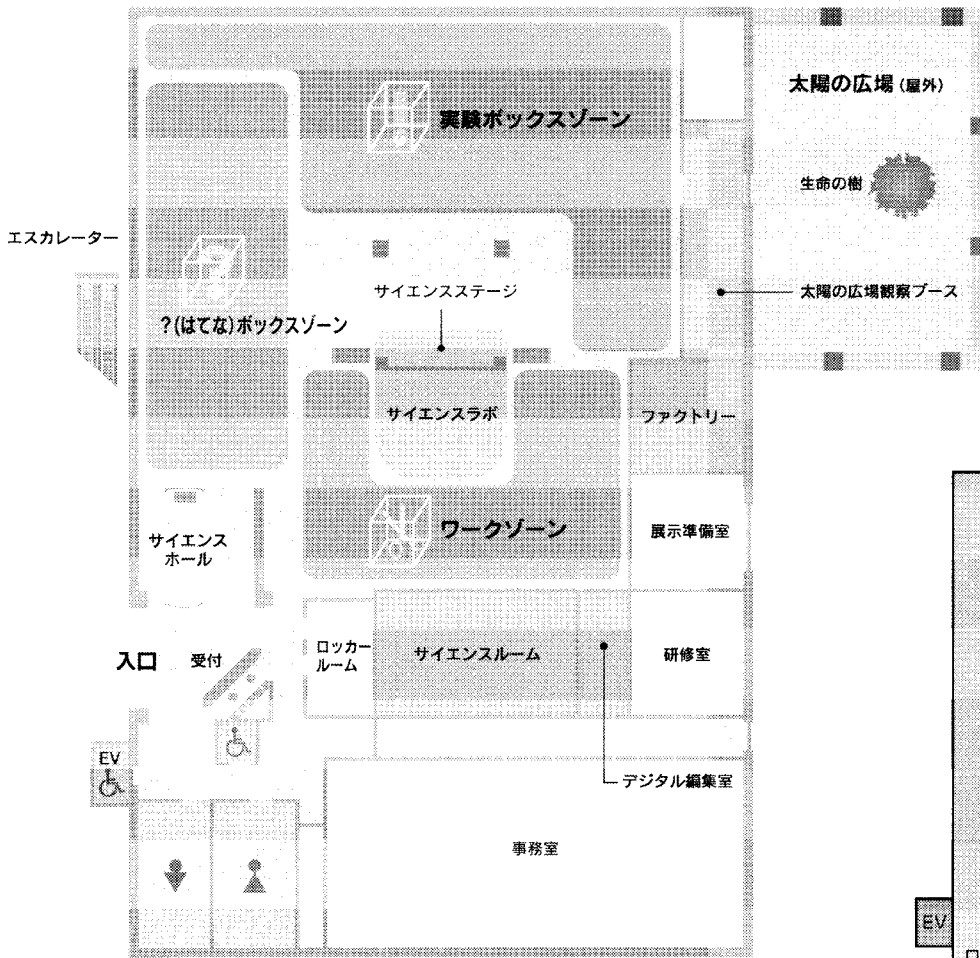 太陽の広場(屋外)
実験ボックスゾーン
生命の樹
エスカレーター
サイエンスステージ
太陽の広場観察ブース
?(はてな)ボックスゾーン
サイエンスラボ
ファクトリー
ワークゾーン
展示準備室
サイエンス
ホール
入口
受付
ロッカー
ルーム
サイエンスルーム
研修室
EV
デジタル編集室
事務室
EV